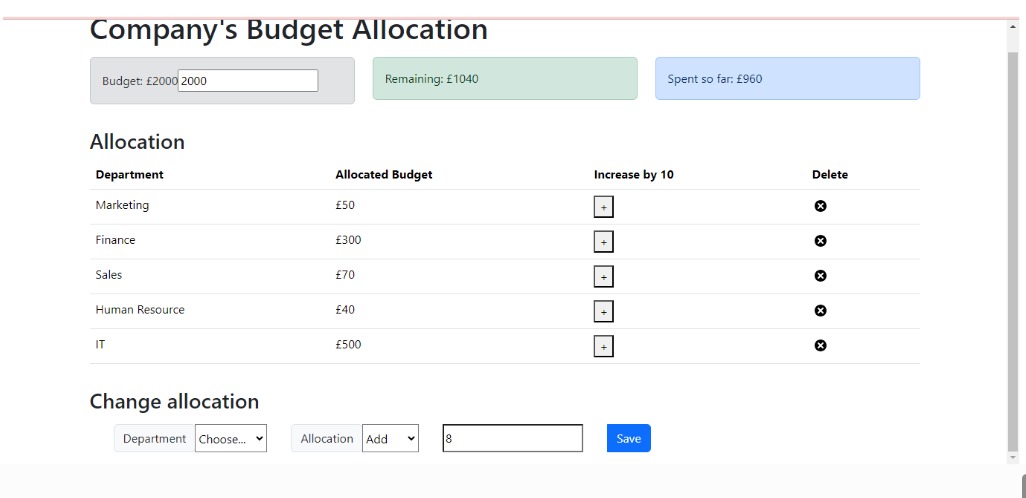 Company's Budget Allocation
Budget: £2000 2000
Remaining: £1040
Spent so far: £960
Allocation
Department Allocated Budget Increase by 10 Delete
Marketing £50 +
Finance £300 +
Sales £70 +
Human Resource £40 +
IT £500 +
Change allocation
Department Choose... Allocation Add 8 Save